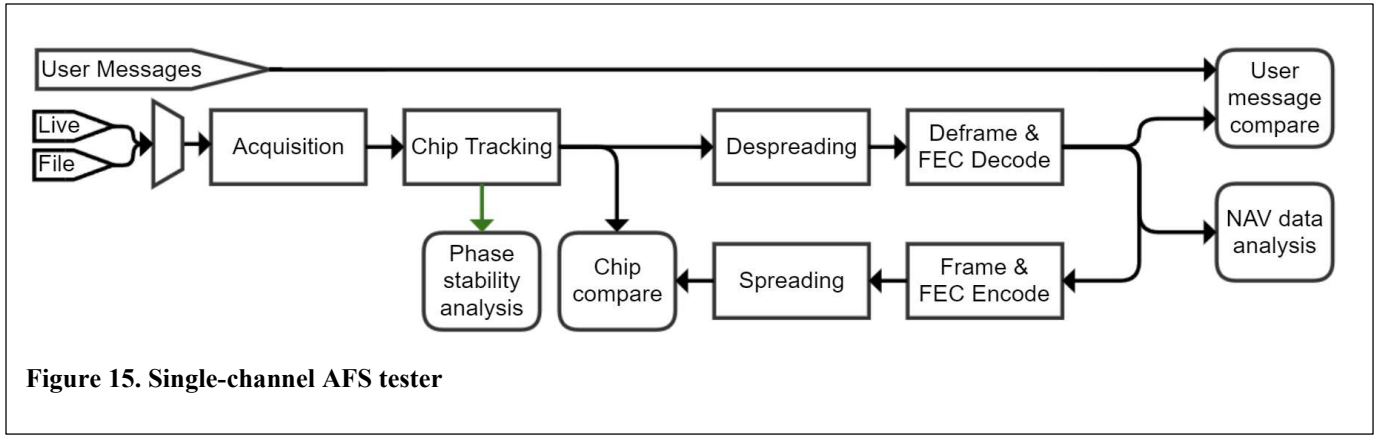 User Messages
User
message
compare
Live
File
Acquisition
Chip Tracking
Despreading
Deframe &
FEC Decode
Phase
stability
analysis
Chip
compare
Spreading
Frame &
FEC Encode
NAV data
analysis
Figure 15. Single-channel AFS tester